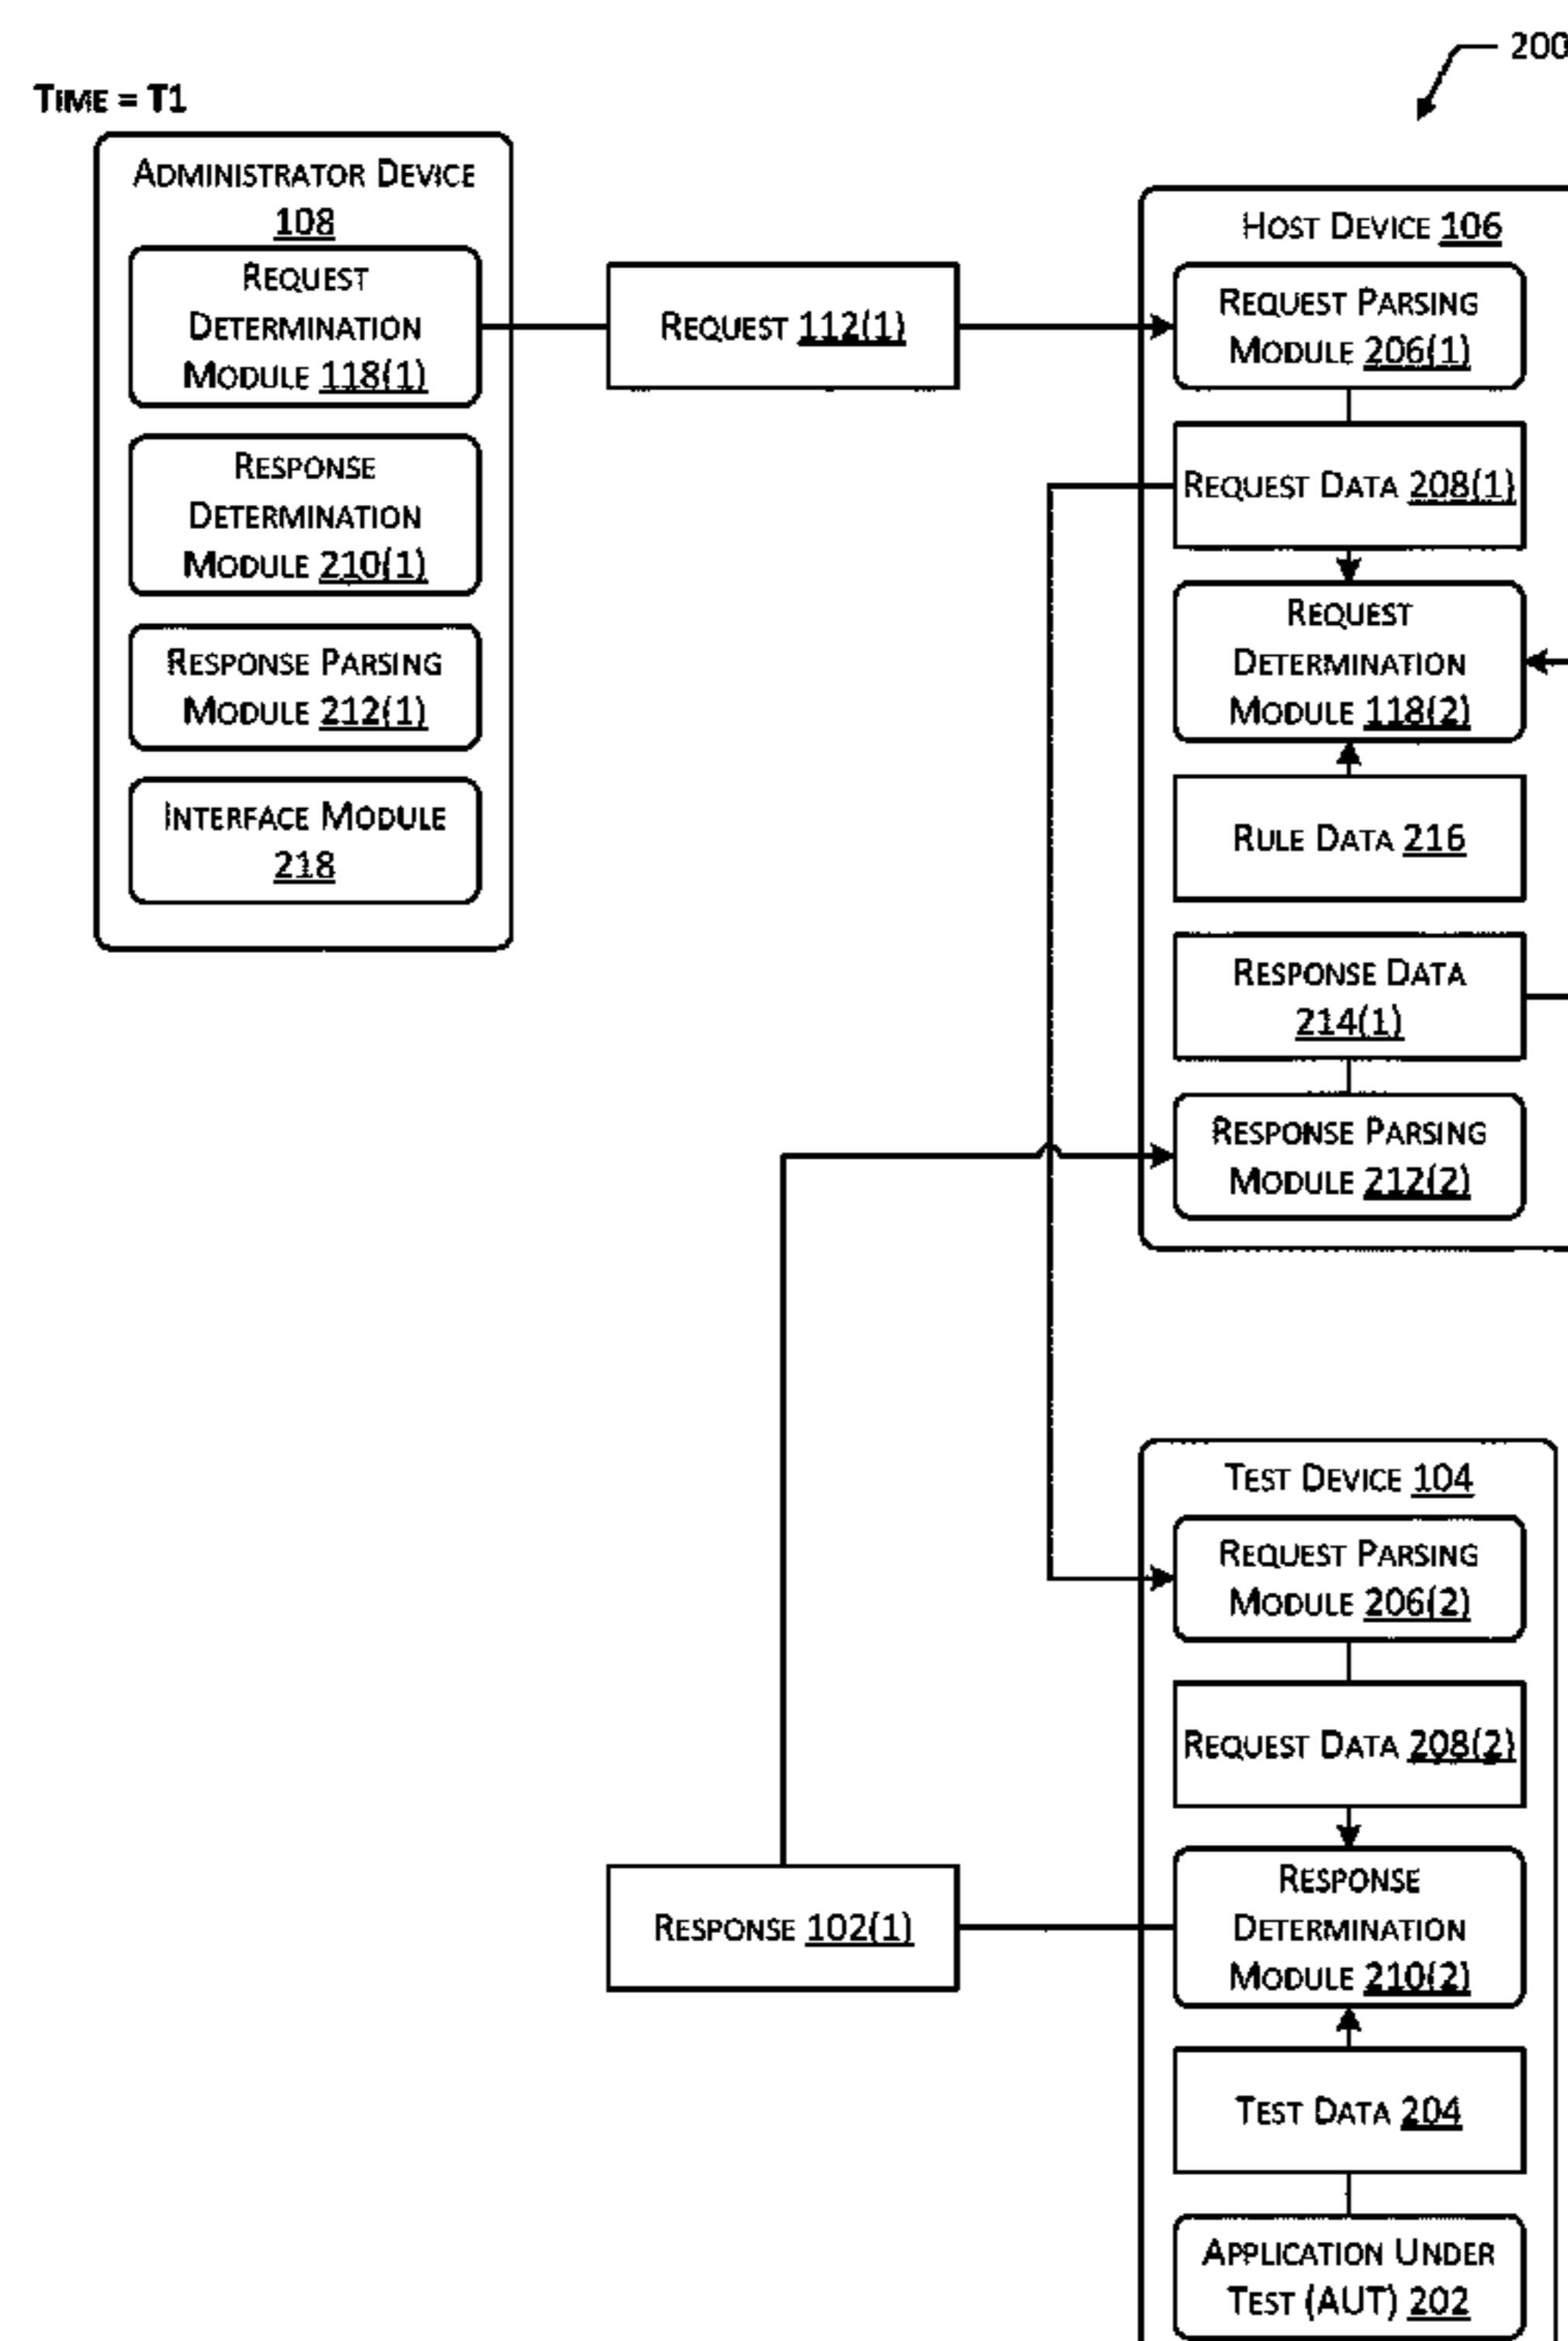 200
TIME = T1
ADMINISTRATOR DEVICE
108
REQUEST
DETERMINATION
MODULE 118(1)
RESPONSE
DETERMINATION
MODULE 210(1)
RESPONSE PARSING
MODULE 212(1)
INTERFACE MODULE
218
REQUEST 112(1)
HOST DEVICE 106
REQUEST PARSING
MODULE 206(1)
REQUEST DATA 208(1)
REQUEST
DETERMINATION
MODULE 118(2)
RULE DATA 216
RESPONSE DATA
214(1)
RESPONSE PARSING
MODULE 212(2)
TEST DEVICE 104
REQUEST PARSING
MODULE 206(2)
REQUEST DATA 208(2)
RESPONSE
DETERMINATION
MODULE 210(2)
RESPONSE 102(1)
TEST DATA 204
APPLICATION UNDER
TEST (AUT) 202